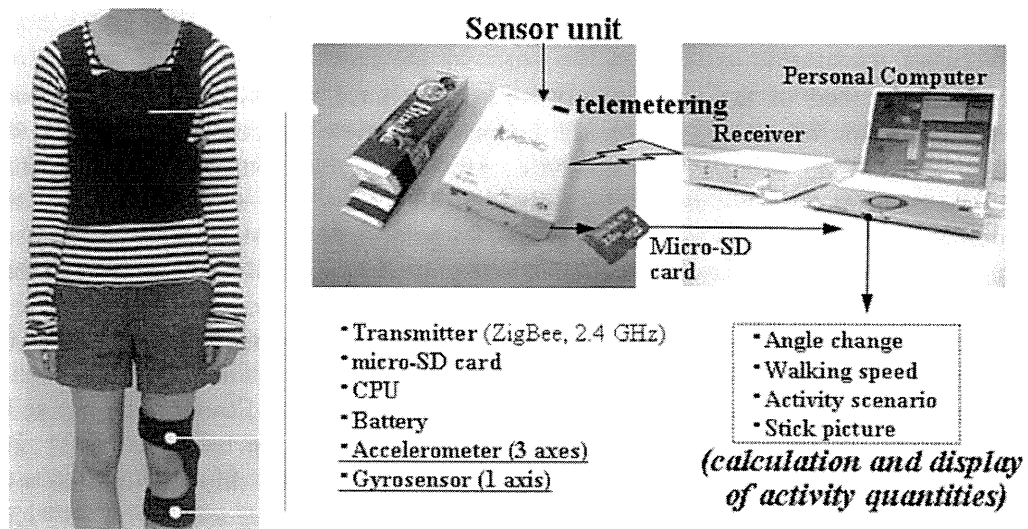 Sensor unit
telemetering
Receiver
Personal Computer
Micro-SD
card
▪Transmitter (ZigBee, 2.4 GHz)
▪micro-SD card
▪CPU
▪Battery
▪Accelerometer (3 axes)
▪Gyrosensor (1 axis)
▪Angle change
▪Walking speed
▪Activity scenario
▪Stick picture
(calculation and display
of activity quantities)